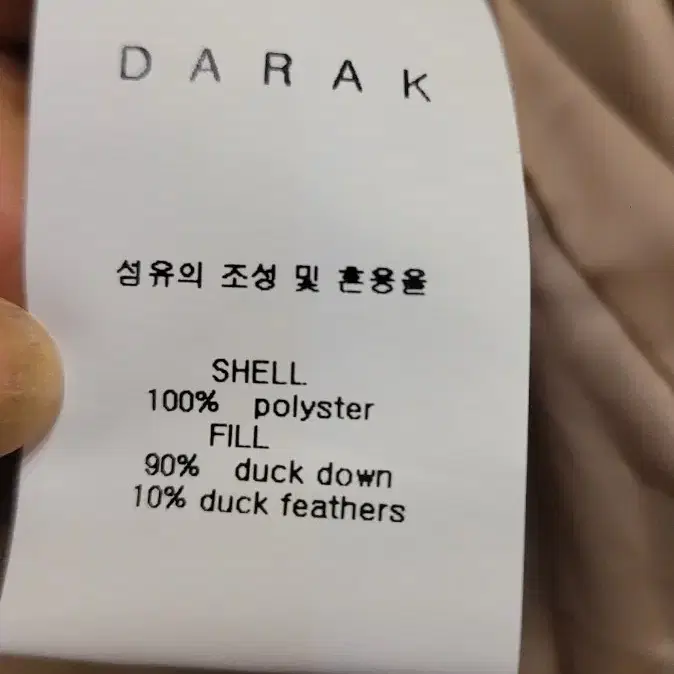 DARAK
섬유의 조성 및 혼용율
SHELL
100% polyster
FILL
90% duck down
10% duck feathers